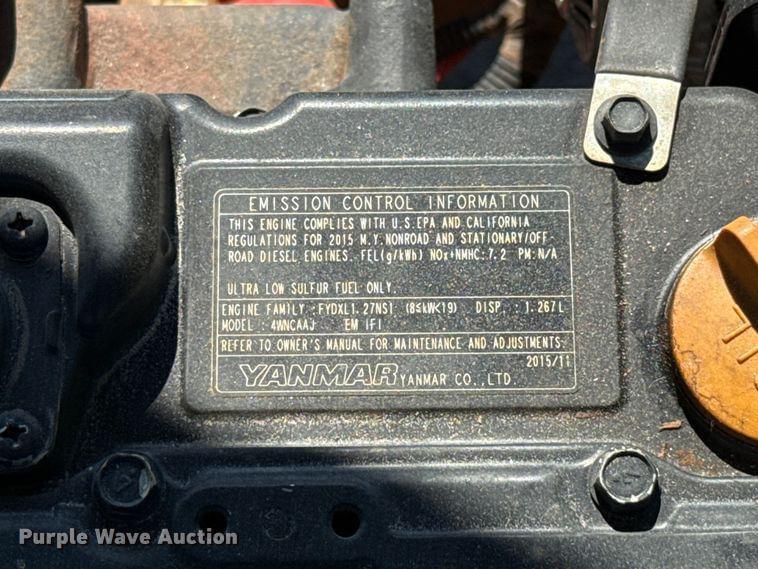 EMISSION CONTROL INFORMATION
THIS ENGINE COMPLIES WITH U.S.EPA AND CALIFORNIA
REGULATIONS FOR 2015 M.Y.NONROAD AND STATIONARY/OFF-
ROAD DIESEL ENGINES. FEL(g/kWh) NOx+NMHC:7.2 PM:N/A
ULTRA LOW SULFUR FUEL ONLY.
ENGINE FAMILY :FYDXL1.27NS1 (8≤kW<19) DISP. : 1.267L
MODEL : 4WNCAAJ EM IFI
REFER TO OWNER'S MANUAL FOR MAINTENANCE AND ADJUSTMENTS.
2015/11
YANMAR YANMAR CO.,LTD.
Purple Wave Auction